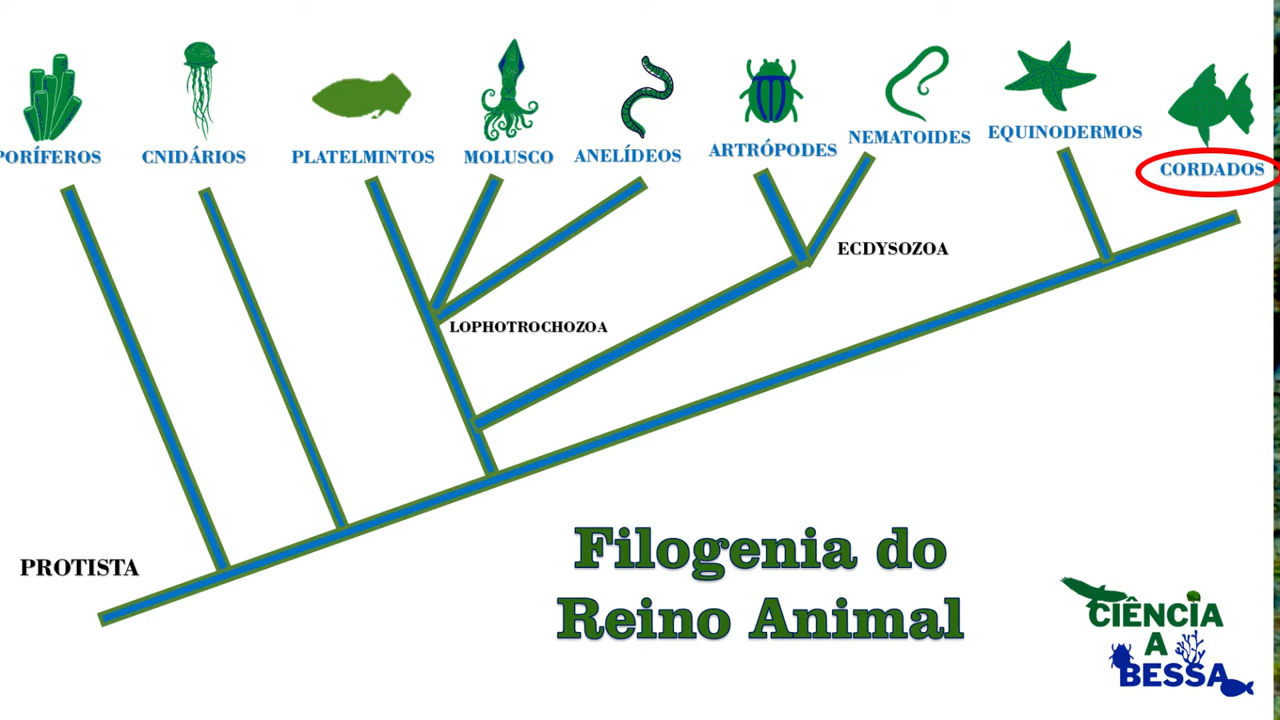 PORÍFEROS
CNIDÁRIOS
PLATELMINTOS
MOLUSCO
ANELÍDEOS
ARTRÓPODES
NEMATOIDES
EQUINODERMOS
CORDADOS
ECDYSOZOA
LOPHOTROCHOZOA
PROTISTA
Filogenia do
Reino Animal
CIÊNCIA
A
BESSA